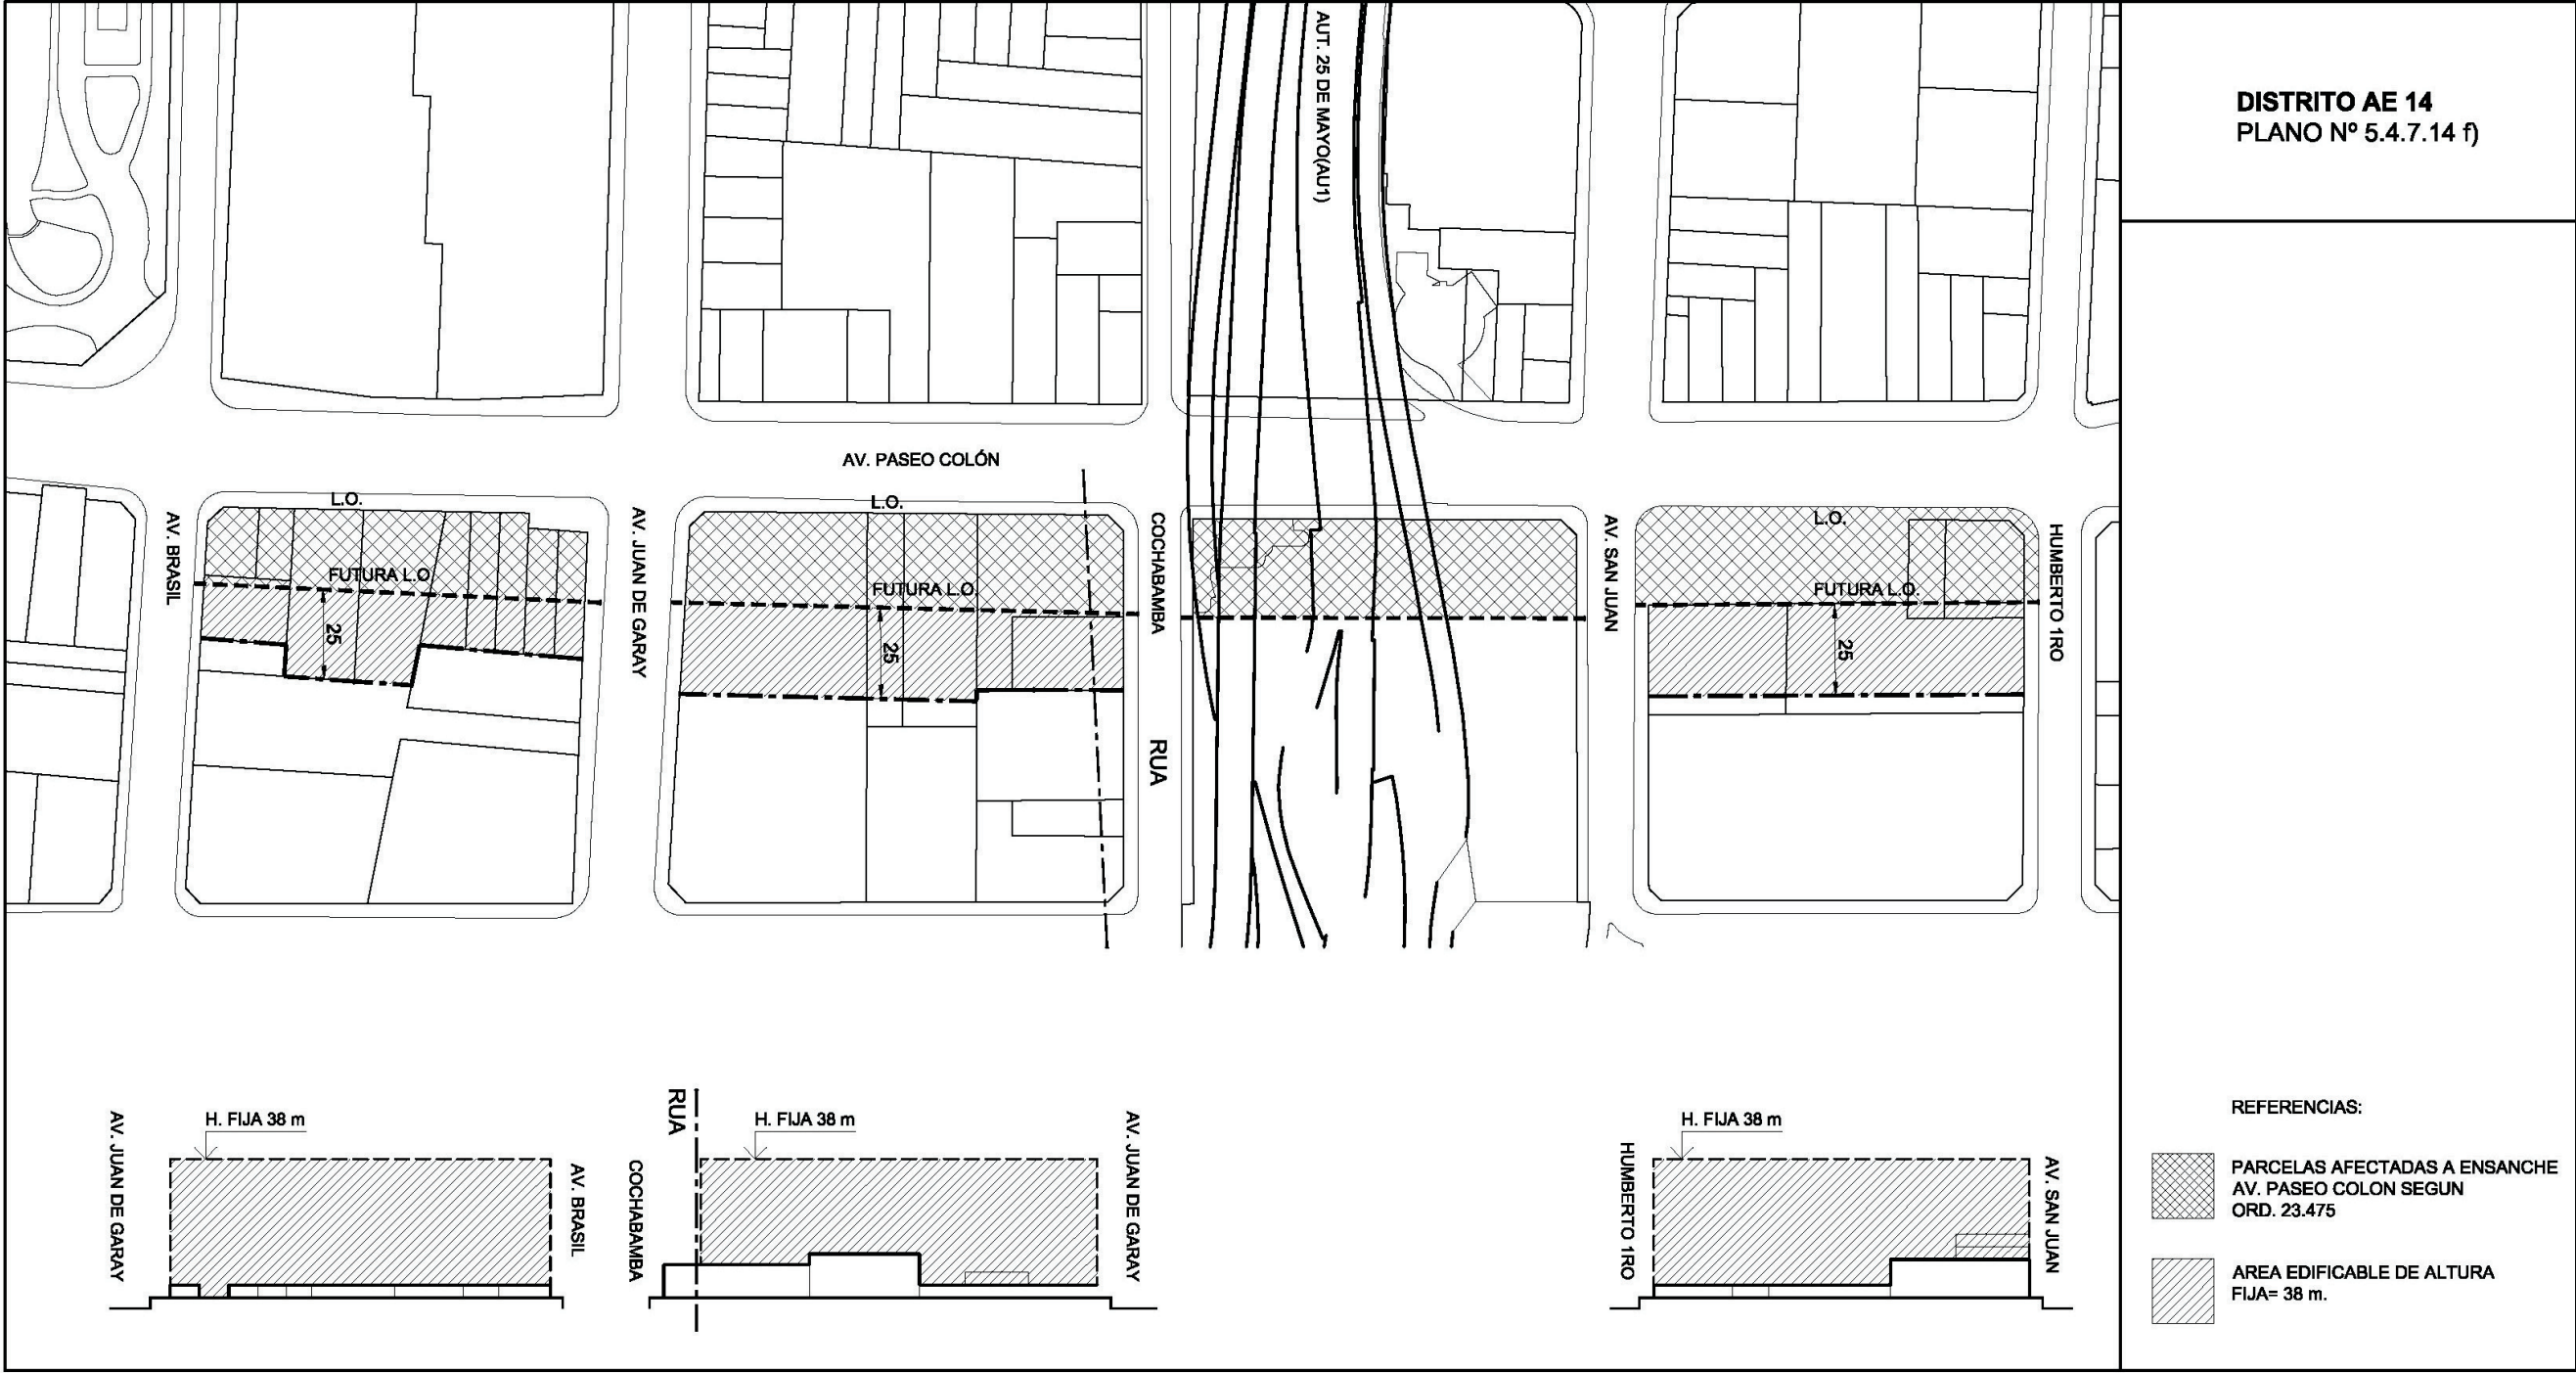 AUT. 25 DE MAYO(AU1)
DISTRITO AE 14
PLANO Nº 5.4.7.14 f)
AV. PASEO COLÓN
L.O.
L.O.
L.O.
AV. BRASIL
AV. JUAN DE GARAY
COCHABAMBA
AV. SAN JUAN
HUMBERTO 1RO
FUTURA L.O.
FUTURA L.O.
FUTURA L.O.
25
25
25
RUA
RUA
H. FIJA 38 m
H. FIJA 38 m
H. FIJA 38 m
AV. JUAN DE GARAY
AV. BRASIL
COCHABAMBA
AV. JUAN DE GARAY
HUMBERTO 1RO
AV. SAN JUAN
REFERENCIAS:
PARCELAS AFECTADAS A ENSANCHE
AV. PASEO COLON SEGUN
ORD. 23.475
AREA EDIFICABLE DE ALTURA
FIJA= 38 m.